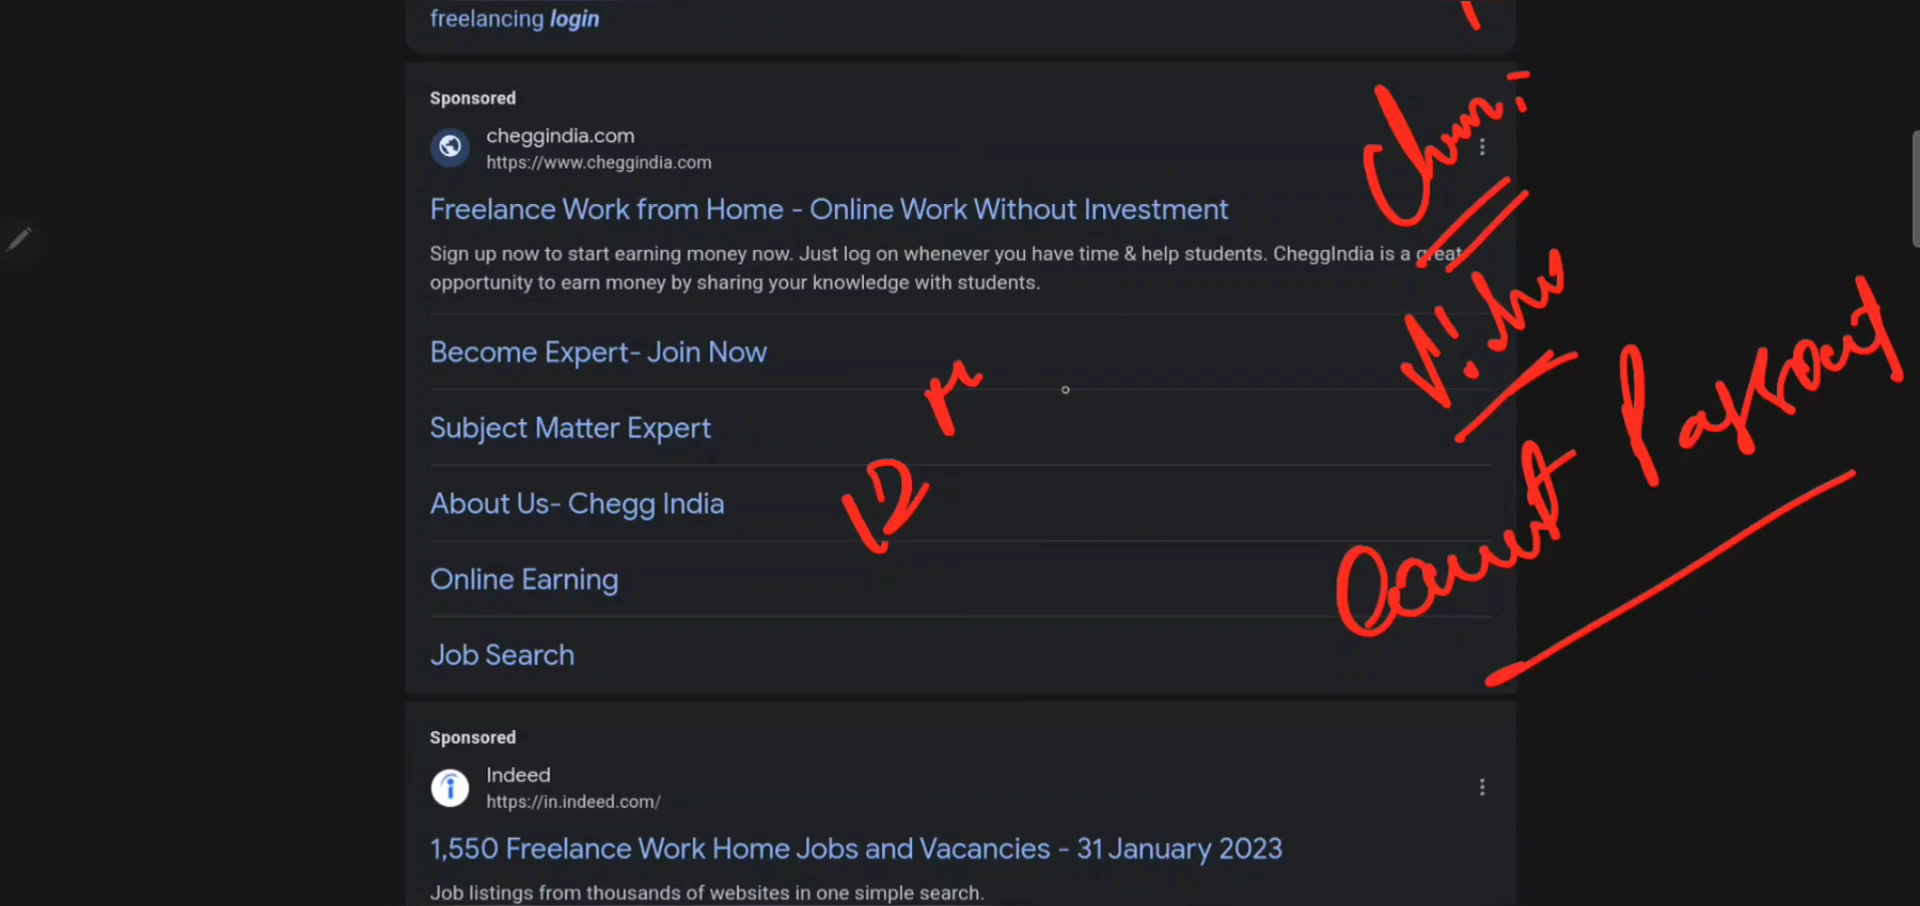 freelancing login
Sponsored
cheggindia.com
https://www.cheggindia.com
Freelance Work from Home - Online Work Without Investment
Sign up now to start earning money now. Just log on whenever you have time & help students. CheggIndia is a great
opportunity to earn money by sharing your knowledge with students.
Become Expert- Join Now
Subject Matter Expert
About Us- Chegg India
Online Earning
Job Search
12
Sponsored
Indeed
https://in.indeed.com/
1,550 Freelance Work Home Jobs and Vacancies - 31 January 2023
Job listings from thousands of websites in one simple search.